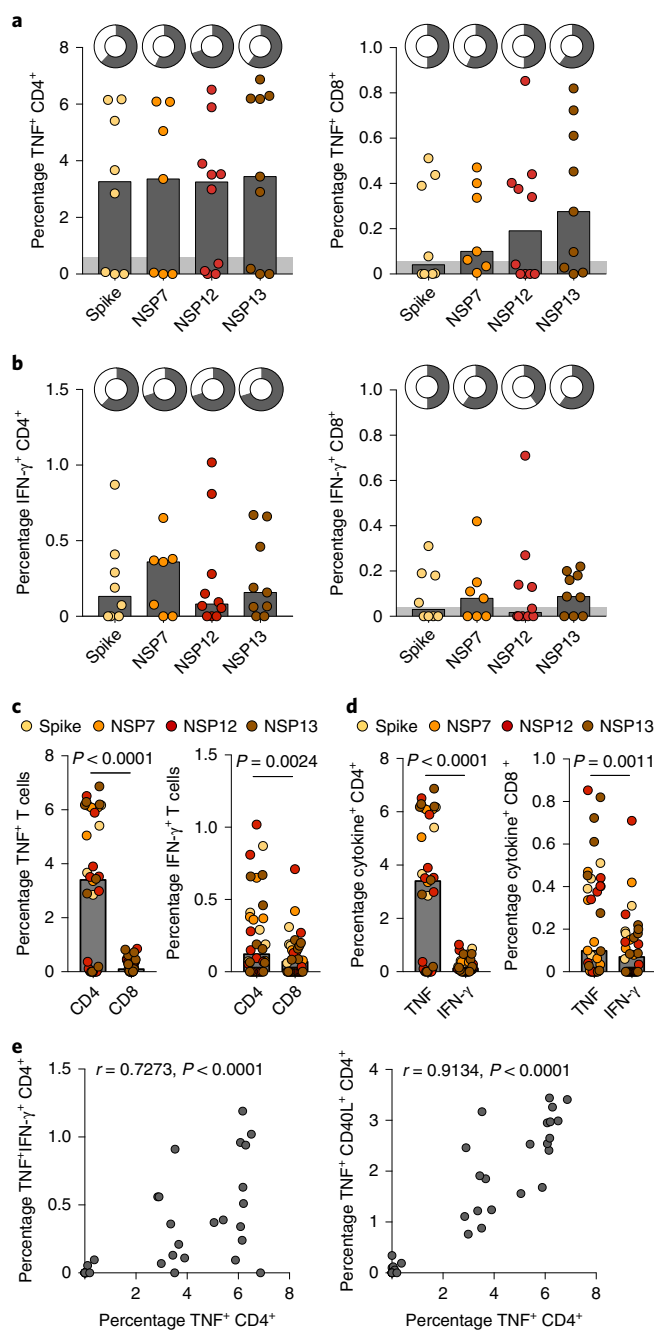 a
Percentage TNF⁺ CD4⁺
8
6
4
2
0
Spike
NSP7
NSP12
NSP13
Percentage TNF⁺ CD8⁺
1.0
0.8
0.6
0.4
0.2
0
Spike
NSP7
NSP12
NSP13
b
Percentage IFN-γ⁺ CD4⁺
1.5
1.0
0.5
0
Spike
NSP7
NSP12
NSP13
Percentage IFN-γ⁺ CD8⁺
1.0
0.8
0.6
0.4
0.2
0
Spike
NSP7
NSP12
NSP13
c
Spike NSP7 NSP12 NSP13
Percentage TNF⁺ T cells
8
6
4
2
0
P < 0.0001
CD4
CD8
Percentage IFN-γ⁺ T cells
1.5
1.0
0.5
0
P = 0.0024
CD4
CD8
d
Spike NSP7 NSP12 NSP13
Percentage cytokine⁺ CD4⁺
8
6
4
2
0
P < 0.0001
TNF
IFN-γ
Percentage cytokine⁺ CD8 ⁺
1.0
0.8
0.6
0.4
0.2
0
P = 0.0011
TNF
IFN-γ
e
Percentage TNF⁺IFN-γ⁺ CD4⁺
1.5
1.0
0.5
0
r = 0.7273, P < 0.0001
0 2 4 6 8
Percentage TNF⁺ CD4⁺
Percentage TNF⁺ CD40L⁺ CD4⁺
4
3
2
1
0
r = 0.9134, P < 0.0001
0 2 4 6 8
Percentage TNF⁺ CD4⁺